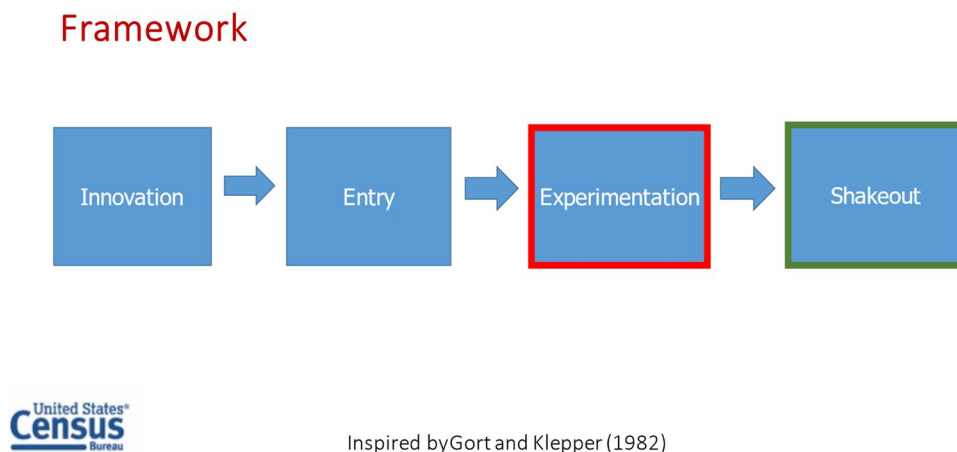 Framework
Innovation
Entry
Experimentation
Shakeout
United States®
Census
Bureau
Inspired byGort and Klepper (1982)